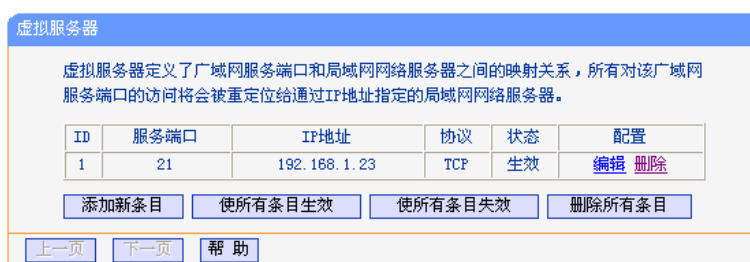 虚拟服务器
虚拟服务器定义了广域网服务端口和局域网网络服务器之间的映射关系，所有对该广域网
服务端口的访问将会被重定位给通过IP地址指定的局域网网络服务器。
ID 服务端口 IP地址 协议 状态 配置
1 21 192.168.1.23 TCP 生效 编辑 删除
添加新条目 使所有条目生效 使所有条目失效 删除所有条目
上一页 下一页 帮 助